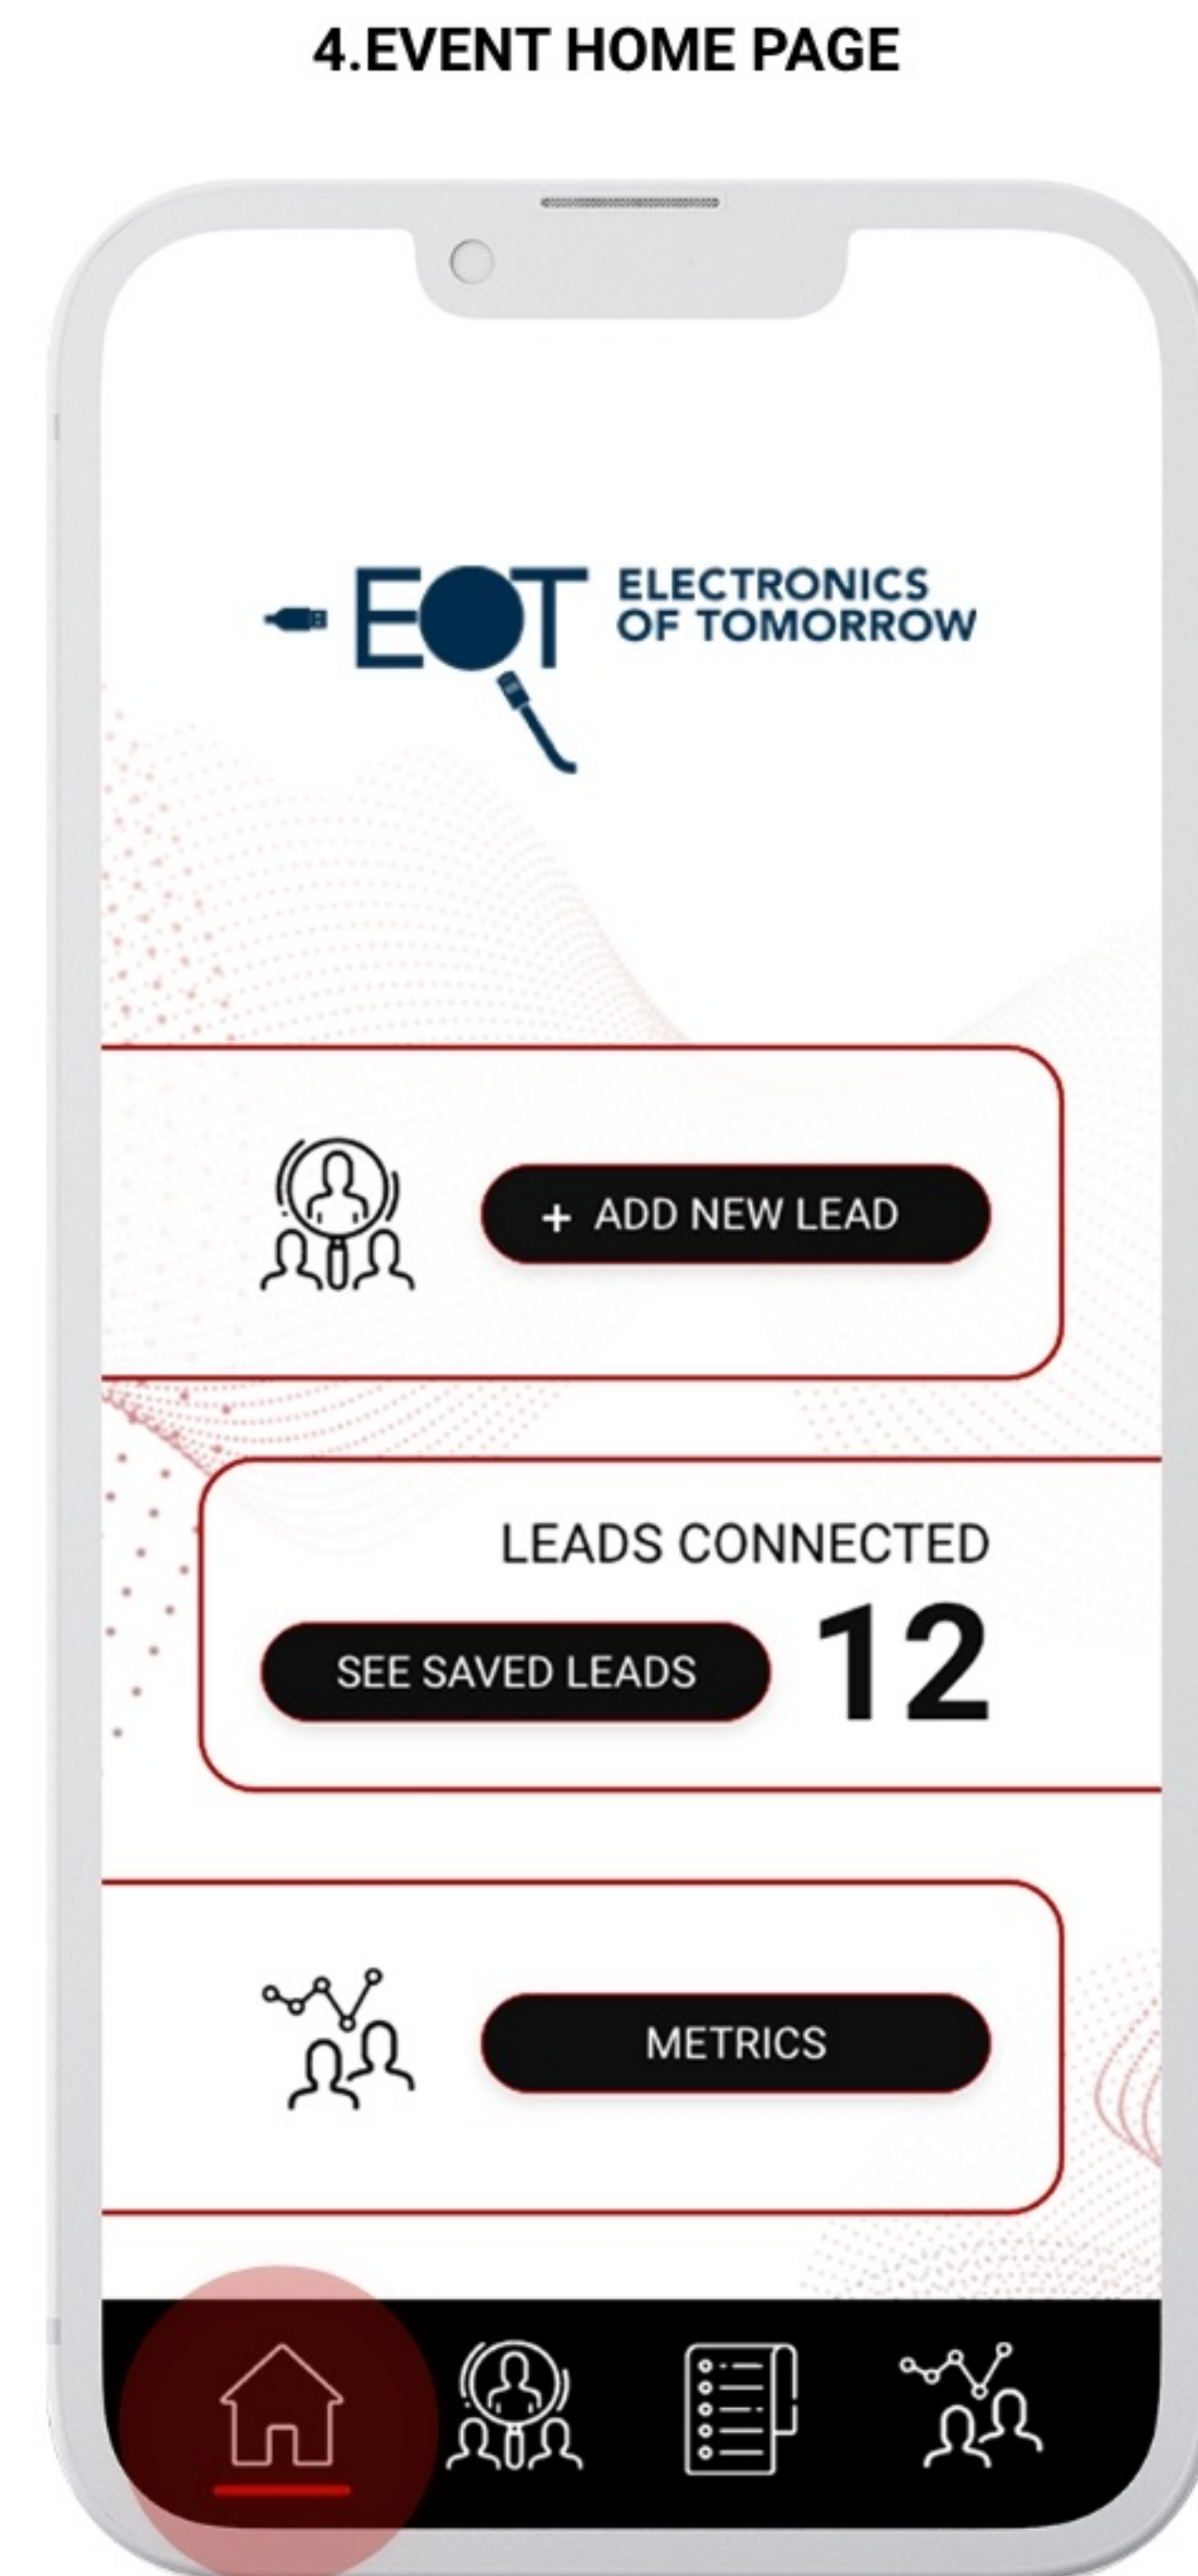 4.EVENT HOME PAGE
EOT
ELECTRONICS
OF TOMORROW
+ ADD NEW LEAD
LEADS CONNECTED
SEE SAVED LEADS
12
METRICS